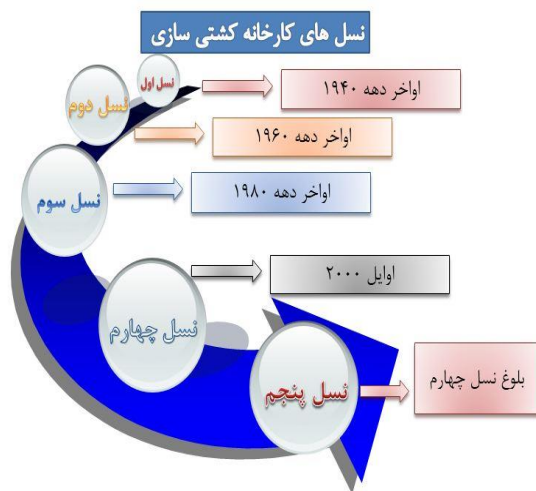 نسل های کارخانه کشتی سازی
نسل اول
اواخر دهه ۱۹۴۰
نسل دوم
اواخر دهه ۱۹۶۰
نسل سوم
اواخر دهه ۱۹۸۰
نسل چهارم
اوایل ۲۰۰۰
نسل پنجم
بلوغ نسل چهارم